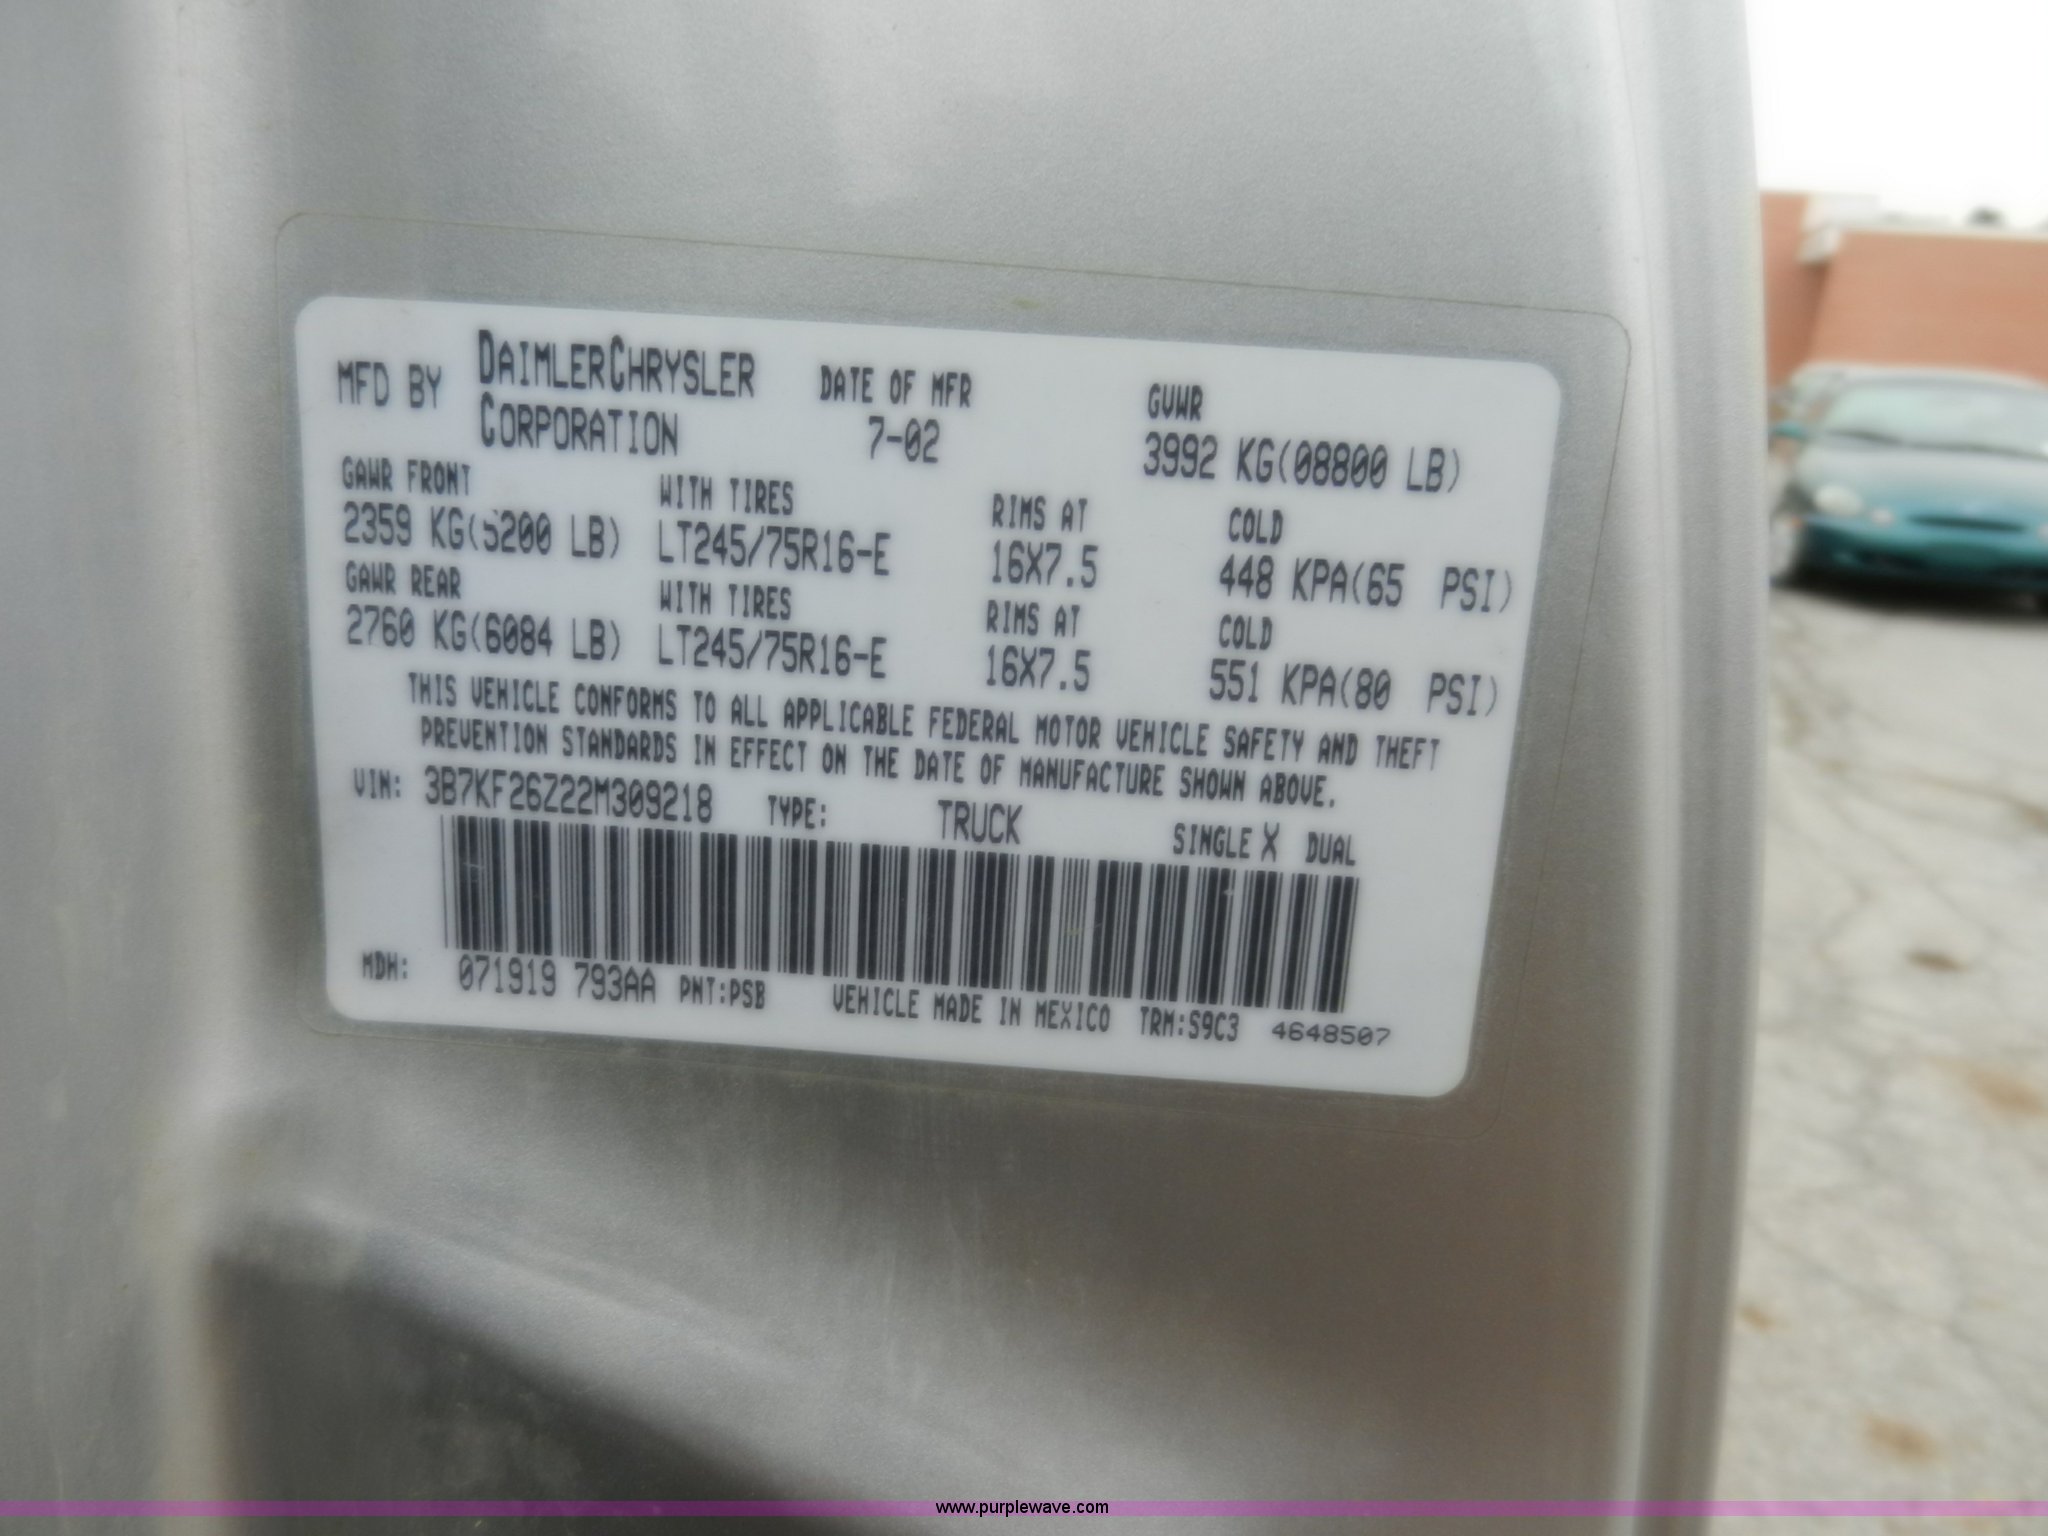 MFD BY DAIMLERCHRYSLER CORPORATION
DATE OF MFR 7-02
GVWR 3992 KG(08800 LB)
GAWR FRONT WITH TIRES RIMS AT COLD
2359 KG(5200 LB) LT245/75R16-E 16X7.5 448 KPA(65 PSI)
GAWR REAR WITH TIRES RIMS AT COLD
2760 KG(6084 LB) LT245/75R16-E 16X7.5 551 KPA(80 PSI)
THIS VEHICLE CONFORMS TO ALL APPLICABLE FEDERAL MOTOR VEHICLE SAFETY AND THEFT
PREVENTION STANDARDS IN EFFECT ON THE DATE OF MANUFACTURE SHOWN ABOVE.
VIN: 3B7KF26Z22M309218 TYPE: TRUCK SINGLE X DUAL
MDH: 071919 793AA PNT:PSB VEHICLE MADE IN MEXICO TRM:S9C3 4648507
www.purplewave.com